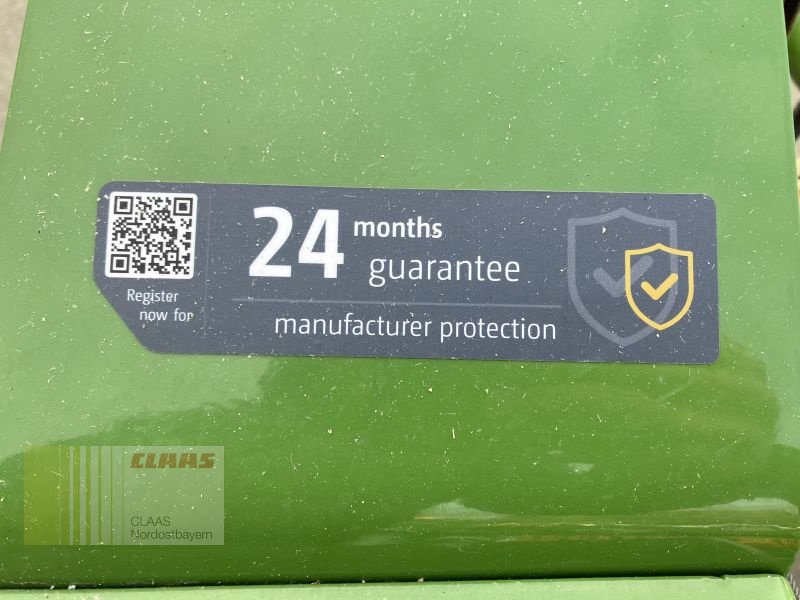 24 months
guarantee
manufacturer protection
Register
now for
CLAAS
CLAAS
Nordostbayern